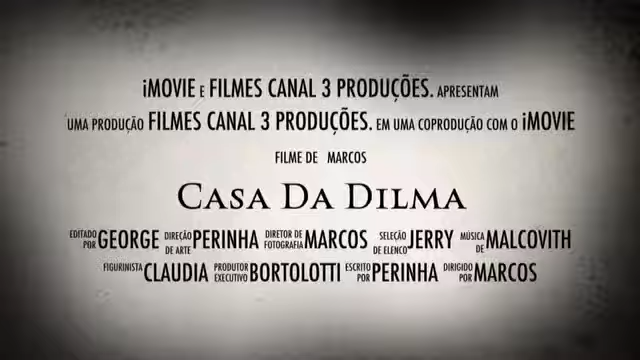 iMOVIE E FILMES CANAL 3 PRODUÇÕES. APRESENTAM
UMA PRODUÇÃO FILMES CANAL 3 PRODUÇÕES. EM UMA COPRODUÇÃO COM O iMOVIE
FILME DE MARCOS
CASA DA DILMA
EDITADO POR GEORGE DIREÇÃO DE ARTE PERINHA DIRETOR DE FOTOGRAFIA MARCOS SELEÇÃO DE ELENCO JERRY MÚSICA DE MALCOVITH
FIGURINISTA CLAUDIA PRODUTOR EXECUTIVO BORTOLOTTI ESCRITO POR PERINHA DIRIGIDO POR MARCOS